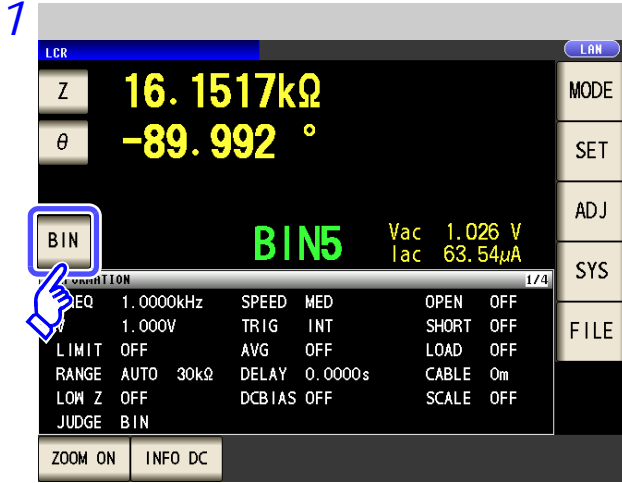 1
LCR LAN
Z 16.1517kΩ MODE
θ -89.992 ° SET
ADJ
BIN BIN5 Vac 1.026 V
Iac 63.54μA
SYS
INFORMATION 1/4
FREQ 1.0000kHz SPEED MED OPEN OFF
V 1.000V TRIG INT SHORT OFF FILE
LIMIT OFF AVG OFF LOAD OFF
RANGE AUTO 30kΩ DELAY 0.0000s CABLE 0m
LOW Z OFF DCBIAS OFF SCALE OFF
JUDGE BIN
ZOOM ON INFO DC